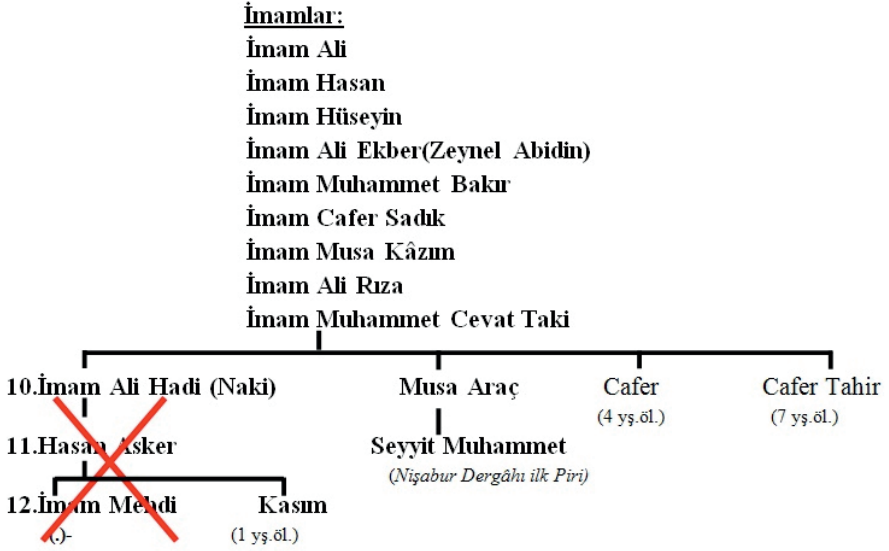 İmamlar:
İmam Ali
İmam Hasan
İmam Hüseyin
İmam Ali Ekber(Zeynel Abidin)
İmam Muhammet Bakır
İmam Cafer Sadık
İmam Musa Kâzım
İmam Ali Rıza
İmam Muhammet Cevat Taki
10.İmam Ali Hadi (Naki) Musa Araç Cafer Cafer Tahir
(4 yş.öl.) (7 yş.öl.)
11.Hasan Asker Seyyit Muhammet
(Nişabur Dergâhı ilk Piri)
12.İmam Mehdi Kasım
(.)- (1 yş.öl.)